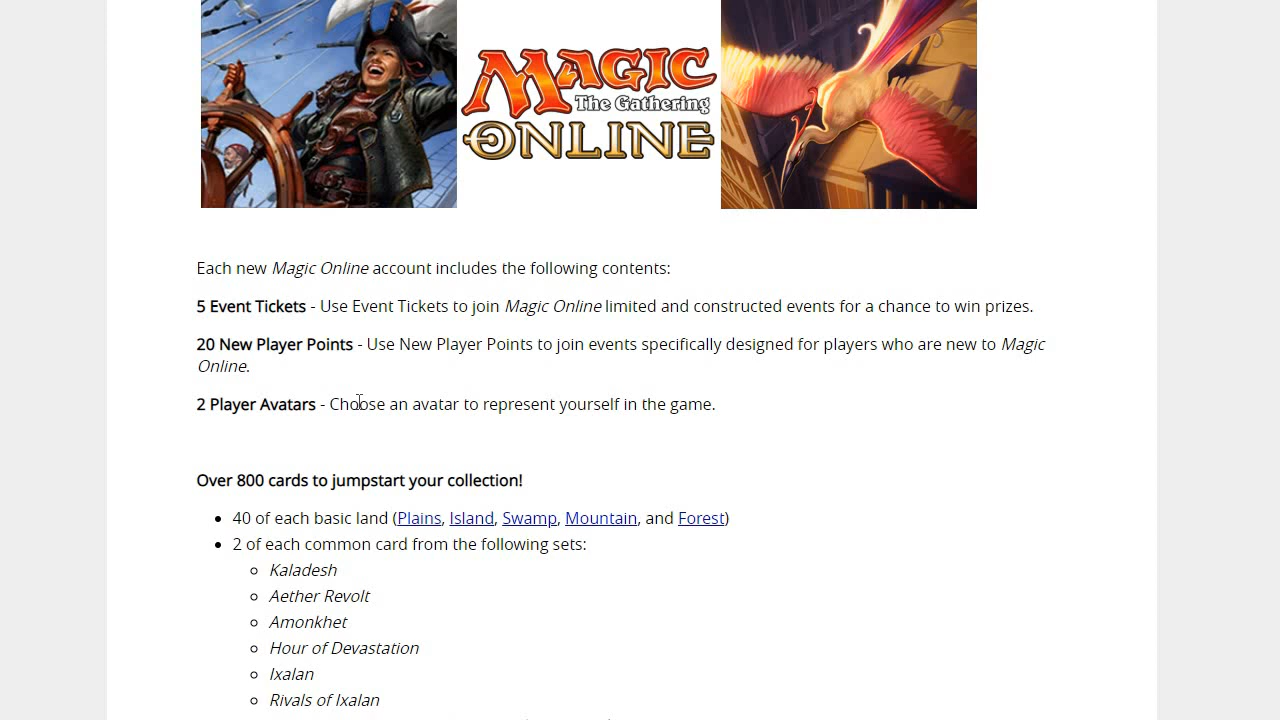 MAGIC
The Gathering
ONLINE
Each new Magic Online account includes the following contents:
5 Event Tickets - Use Event Tickets to join Magic Online limited and constructed events for a chance to win prizes.
20 New Player Points - Use New Player Points to join events specifically designed for players who are new to Magic
Online.
2 Player Avatars - Choose an avatar to represent yourself in the game.
Over 800 cards to jumpstart your collection!
• 40 of each basic land (Plains, Island, Swamp, Mountain, and Forest)
• 2 of each common card from the following sets:
◦ Kaladesh
◦ Aether Revolt
◦ Amonkhet
◦ Hour of Devastation
◦ Ixalan
◦ Rivals of Ixalan